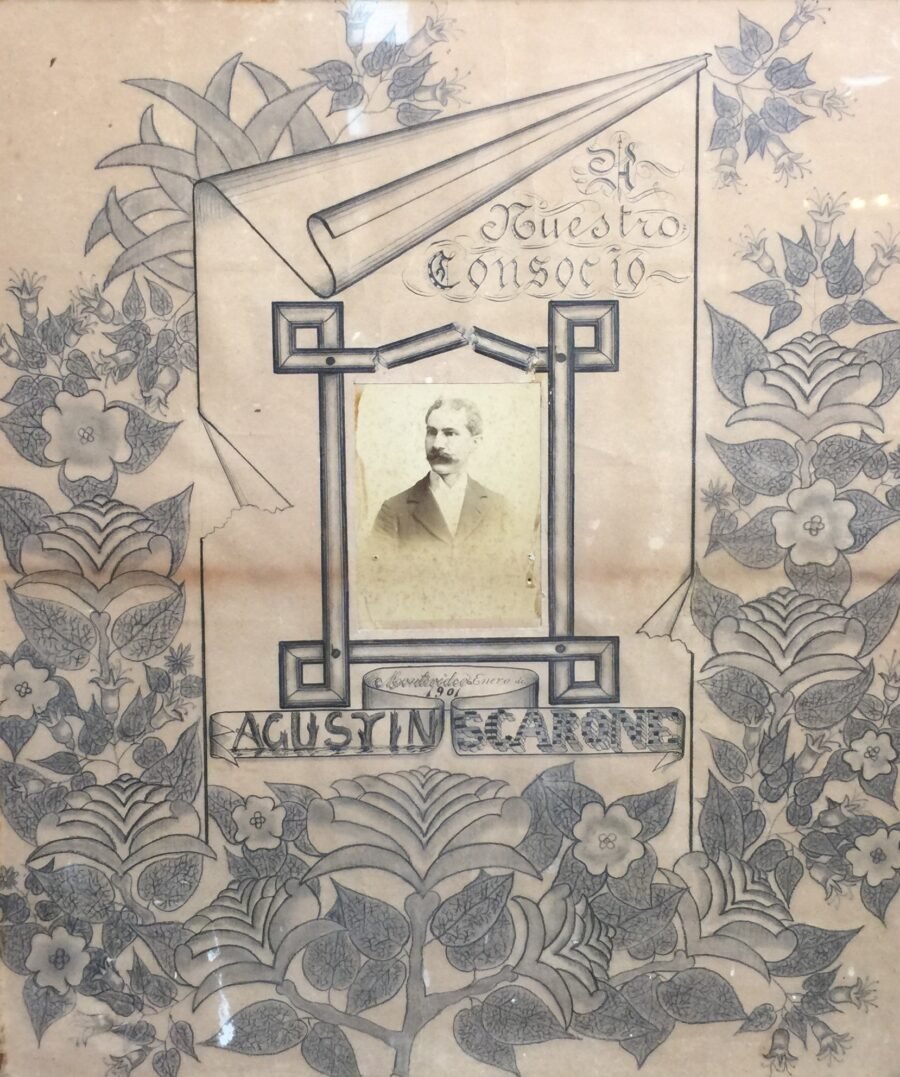 A
Nuestro
Consocio
Montevideo Enero de
1901
AGUSTIN SCARONE